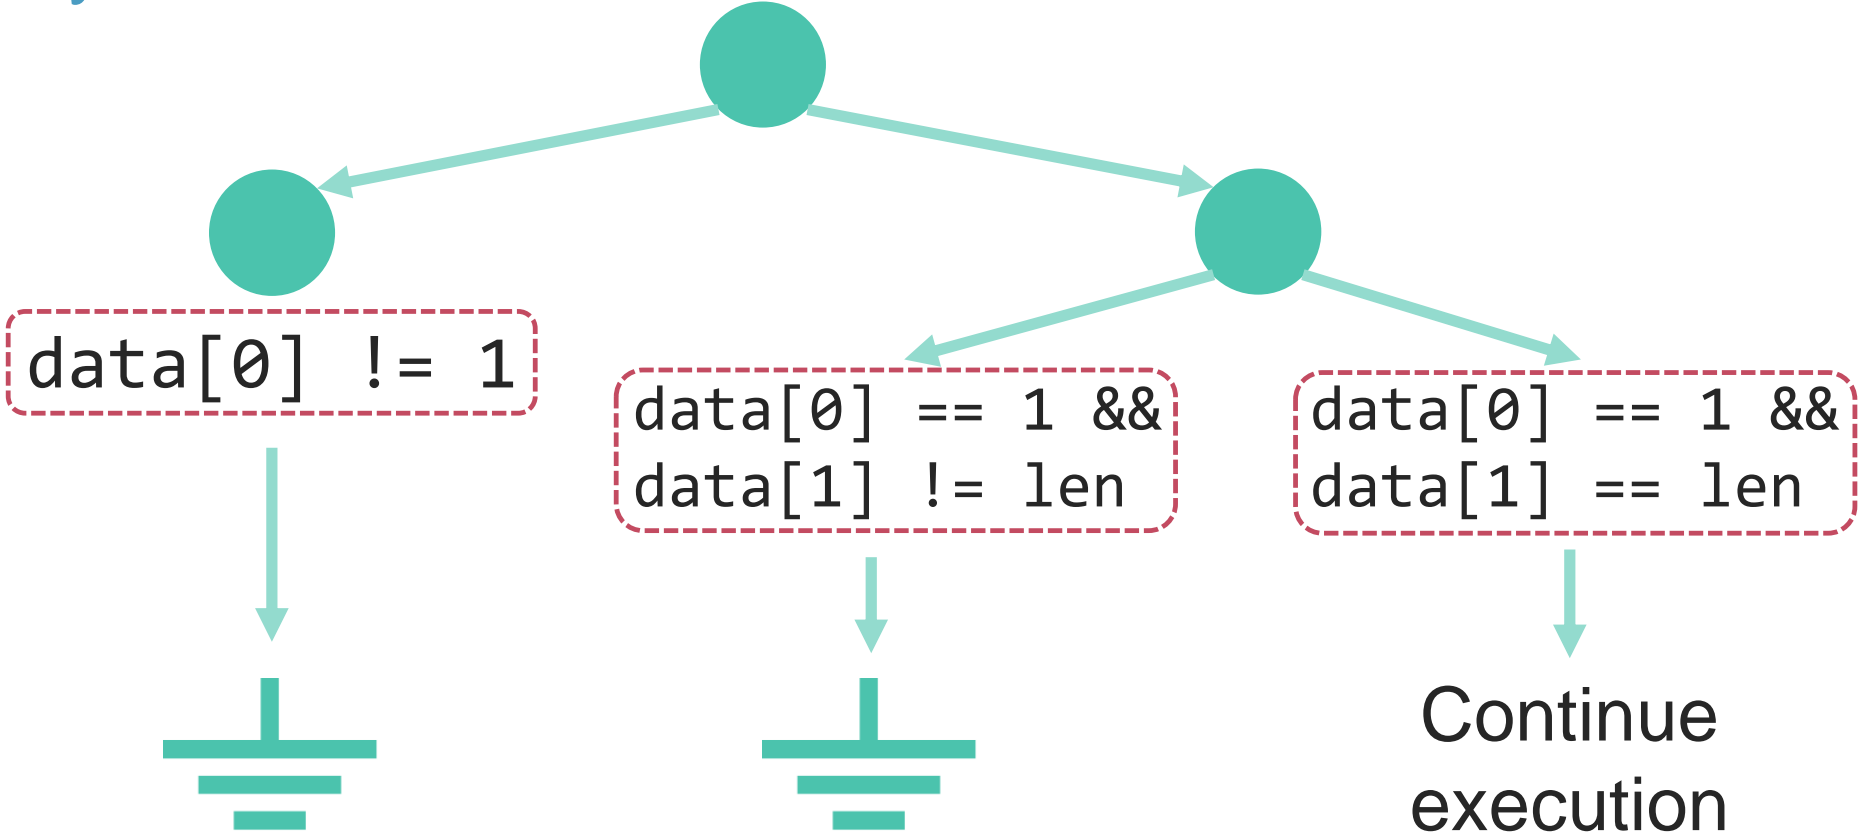 data[0] != 1
data[0] == 1 &&
data[1] != len
data[0] == 1 &&
data[1] == len
Continue
execution